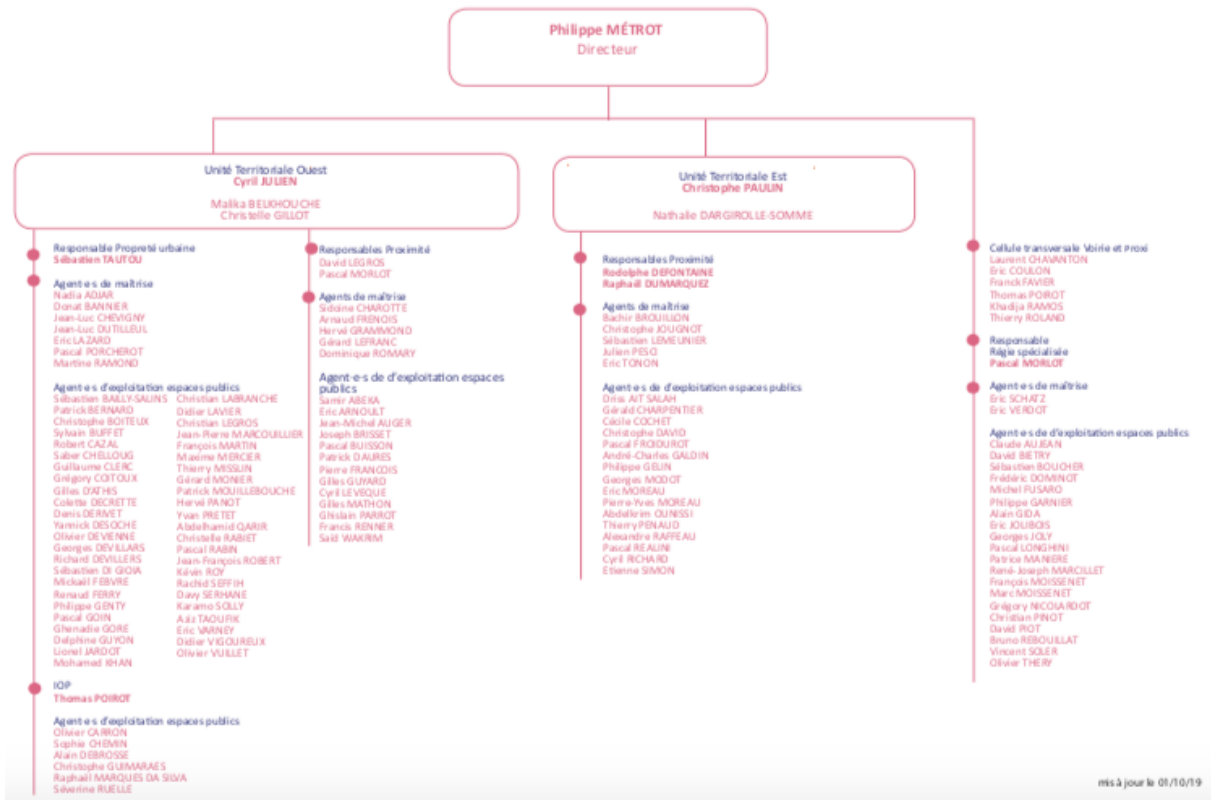 Philippe MÉTROT
Directeur
Unité Territoriale Ouest
Cyril JULIEN
Malika BELKHOUCHE
Christelle GILLOT
Unité Territoriale Est
Christophe PAULIN
Nathalie DARGIROLLE-SOMME
Responsable Propreté urbaine
Sébastien TAUTOU
Agent·e·s de maîtrise
Nadia ADJAR
Donat BANNIER
Jean-Luc CHEVIGNY
Jean-Luc DUTILLEUL
Eric LAZARD
Pascal PORCHEROT
Martine RAMOND
Agent·e·s d'exploitation espaces publics
Sébastien BAILLY-SALINS
Patrick BERNARD
Christophe BOITEUX
Sylvain BUFFET
Robert CAZAL
Saber CHELLOUG
Guillaume CLERC
Grégory COITOUX
Gilles D'ATHIS
Colette DECRETTE
Denis DERIVET
Yannick DESOCHE
Olivier DEVIENNE
Georges DEVILLARS
Richard DEVILLERS
Sébastien DI GIOIA
Mickaël FEBVRE
Renaud FERRY
Philippe GENTY
Pascal GOIN
Ghenadie GORE
Delphine GUYON
Lionel JARDOT
Mohamed KHAN
Christian LABRANCHE
Didier LAVIER
Christian LEGROS
Jean-Pierre MARCOUILLIER
François MARTIN
Maxime MERCIER
Thierry MISSLIN
Gérard MONIER
Patrick MOUILLEBOUCHE
Hervé PANOT
Yvan PRETET
Abdelhamid QARIR
Christelle RABIET
Pascal RABIN
Jean-François ROBERT
Kévin ROY
Rachid SEFFIH
Davy SERHANE
Karamo SOLLY
Aziz TAOUFIK
Eric VARNEY
Didier VIGOUREUX
Olivier VUILLET
IOP
Thomas POIROT
Agent·e·s d'exploitation espaces publics
Olivier CARRON
Sophie CHEMIN
Alain DEBROSSE
Christophe GUIMARAES
Raphaël MARQUES DA SILVA
Séverine RUELLE
Responsables Proximité
David LEGROS
Pascal MORLOT
Agents de maîtrise
Sidoine CHAROTTE
Arnaud FRENOIS
Hervé GRAMMOND
Gérard LEFRANC
Dominique ROMARY
Agent·e·s de d'exploitation espaces
publics
Samir ABEKA
Eric ARNOULT
Jean-Michel AUGER
Joseph BRISSET
Pascal BUISSON
Patrick DAURES
Pierre FRANCOIS
Gilles GUYARD
Cyril LEVEQUE
Gilles MATHON
Ghislain PARROT
Francis RENNER
Saïd WAKRIM
Responsables Proximité
Rodolphe DEFONTAINE
Raphaël DUMARQUEZ
Agents de maîtrise
Bachir BROUILLON
Christophe JOUGNOT
Sébastien LEMEUNIER
Julien PESCI
Eric TONON
Agent·e·s d'exploitation espaces publics
Driss AIT SALAH
Gérald CHARPENTIER
Cécile COCHET
Christophe DAVID
Pascal FROIDUROT
André-Charles GALDIN
Philippe GELIN
Georges MODOT
Eric MOREAU
Pierre-Yves MOREAU
Abdelkrim OUNISSI
Thierry PENAUD
Alexandre RAFFEAU
Pascal REALINI
Cyril RICHARD
Etienne SIMON
Cellule transversale Voirie et Proxi
Laurent CHAVANTON
Eric COULON
Franck FAVIER
Thomas POIROT
Khadija RAMOS
Thierry ROLAND
Responsable
Régie spécialisée
Pascal MORLOT
Agent·e·s de maîtrise
Eric SCHATZ
Eric VERDOT
Agent·e·s de d'exploitation espaces publics
Claude AUJEAN
David BIETRY
Sébastien BOUCHER
Frédéric DOMINOT
Michel FUSARO
Philippe GARNIER
Alain GIDA
Eric JOLIBOIS
Georges JOLY
Pascal LONGHINI
Patrice MANIERE
René-Joseph MARCILLET
François MOISSENET
Marc MOISSENET
Grégory NICOLARDOT
Christian PINOT
David PIOT
Bruno REBOUILLAT
Vincent SOLER
Olivier THERY
mis à jour le 01/10/19